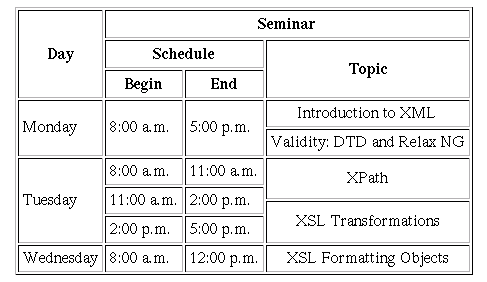 Seminar
Day
Schedule
Topic
Begin End
Monday 8:00 a.m. 5:00 p.m. Introduction to XML
Validity: DTD and Relax NG
Tuesday 8:00 a.m. 11:00 a.m. XPath
11:00 a.m. 2:00 p.m.
XSL Transformations
2:00 p.m. 5:00 p.m.
Wednesday 8:00 a.m. 12:00 p.m. XSL Formatting Objects